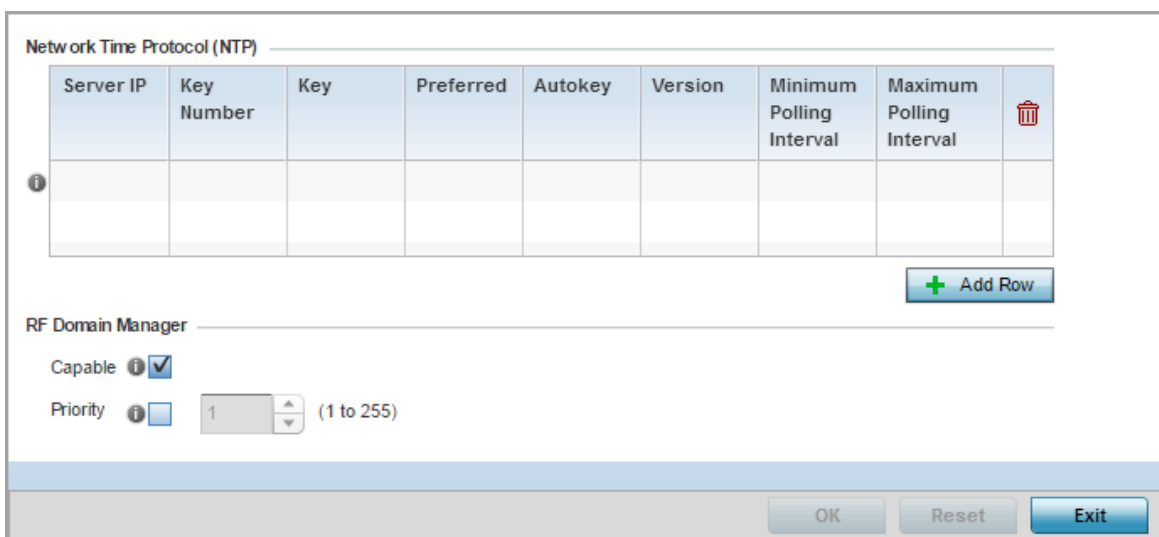 Network Time Protocol (NTP)
Server IP
Key Number
Key
Preferred
Autokey
Version
Minimum Polling Interval
Maximum Polling Interval
Add Row
RF Domain Manager
Capable
Priority
1
(1 to 255)
OK
Reset
Exit